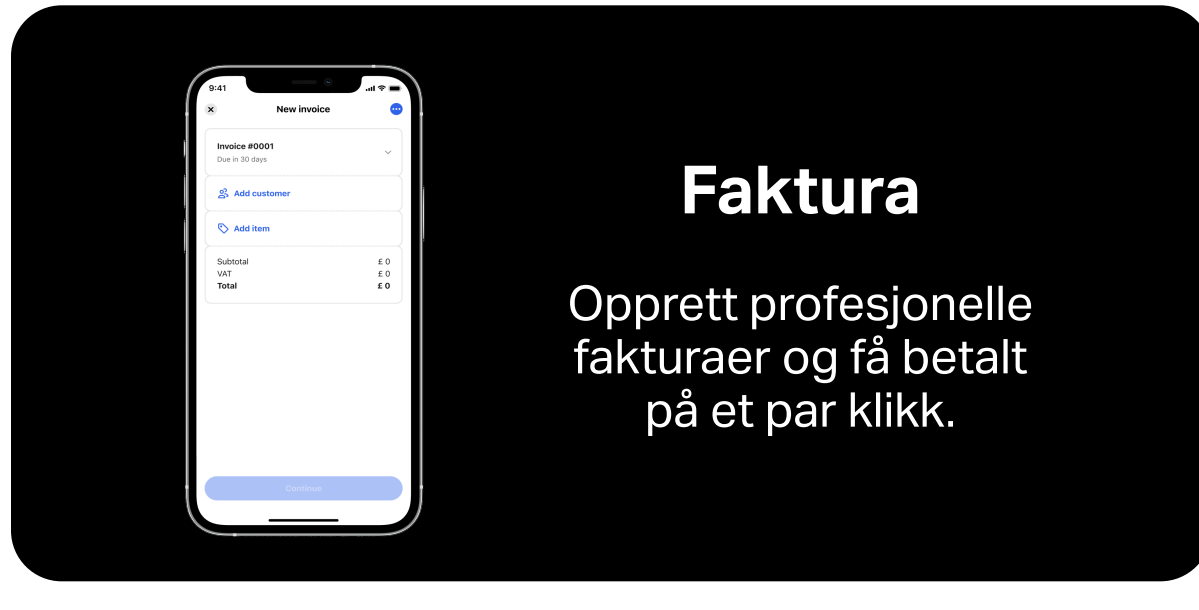 9:41
New invoice
Invoice #0001
Due in 30 days
Add customer
Add item
Subtotal £ 0
VAT £ 0
Total £ 0
Continue
Faktura
Opprett profesjonelle
fakturaer og få betalt
på et par klikk.